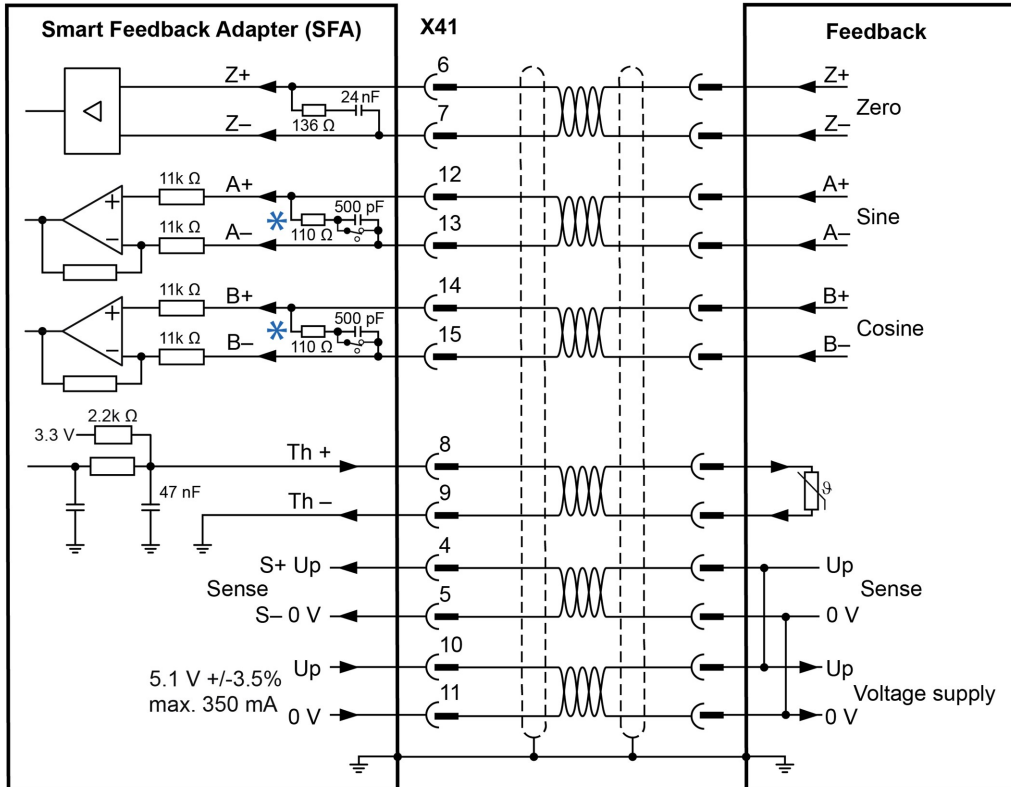 Smart Feedback Adapter (SFA)
X41
Feedback
Z+
6
Z+
24 nF
136 Ω
Zero
Z–
7
Z–
11k Ω
A+
12
A+
500 pF
*
110 Ω
Sine
11k Ω
A–
13
A–
+
–
11k Ω
B+
14
B+
500 pF
*
110 Ω
Cosine
11k Ω
B–
15
B–
+
–
2.2k Ω
3.3 V
Th +
8
47 nF
ϑ
Th –
9
S+ Up
4
Up
Sense
Sense
S– 0 V
5
0 V
Up
10
Up
5.1 V +/-3.5%
max. 350 mA
Voltage supply
0 V
11
0 V